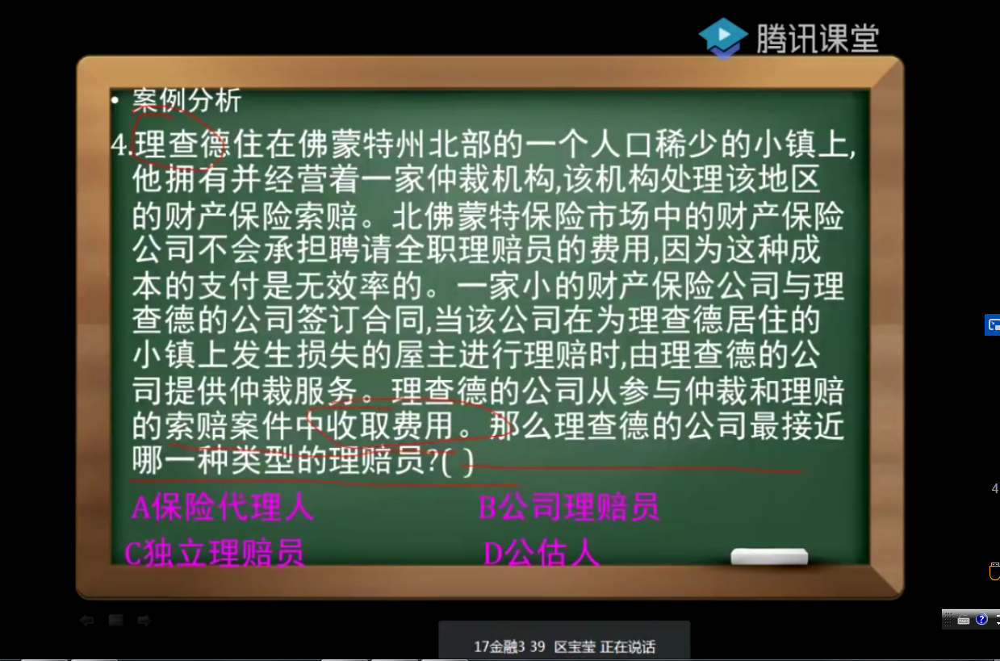 腾讯课堂
• 案例分析
4.理查德住在佛蒙特州北部的一个人口稀少的小镇上,
他拥有并经营着一家仲裁机构,该机构处理该地区
的财产保险索赔。北佛蒙特保险市场中的财产保险
公司不会承担聘请全职理赔员的费用,因为这种成
本的支付是无效率的。一家小的财产保险公司与理
查德的公司签订合同,当该公司在为理查德居住的
小镇上发生损失的屋主进行理赔时,由理查德的公
司提供仲裁服务。理查德的公司从参与仲裁和理赔
的索赔案件中收取费用。那么理查德的公司最接近
哪一种类型的理赔员?( )
A保险代理人 B公司理赔员
C独立理赔员 D公估人
4
17金融3 39 区宝莹 正在说话